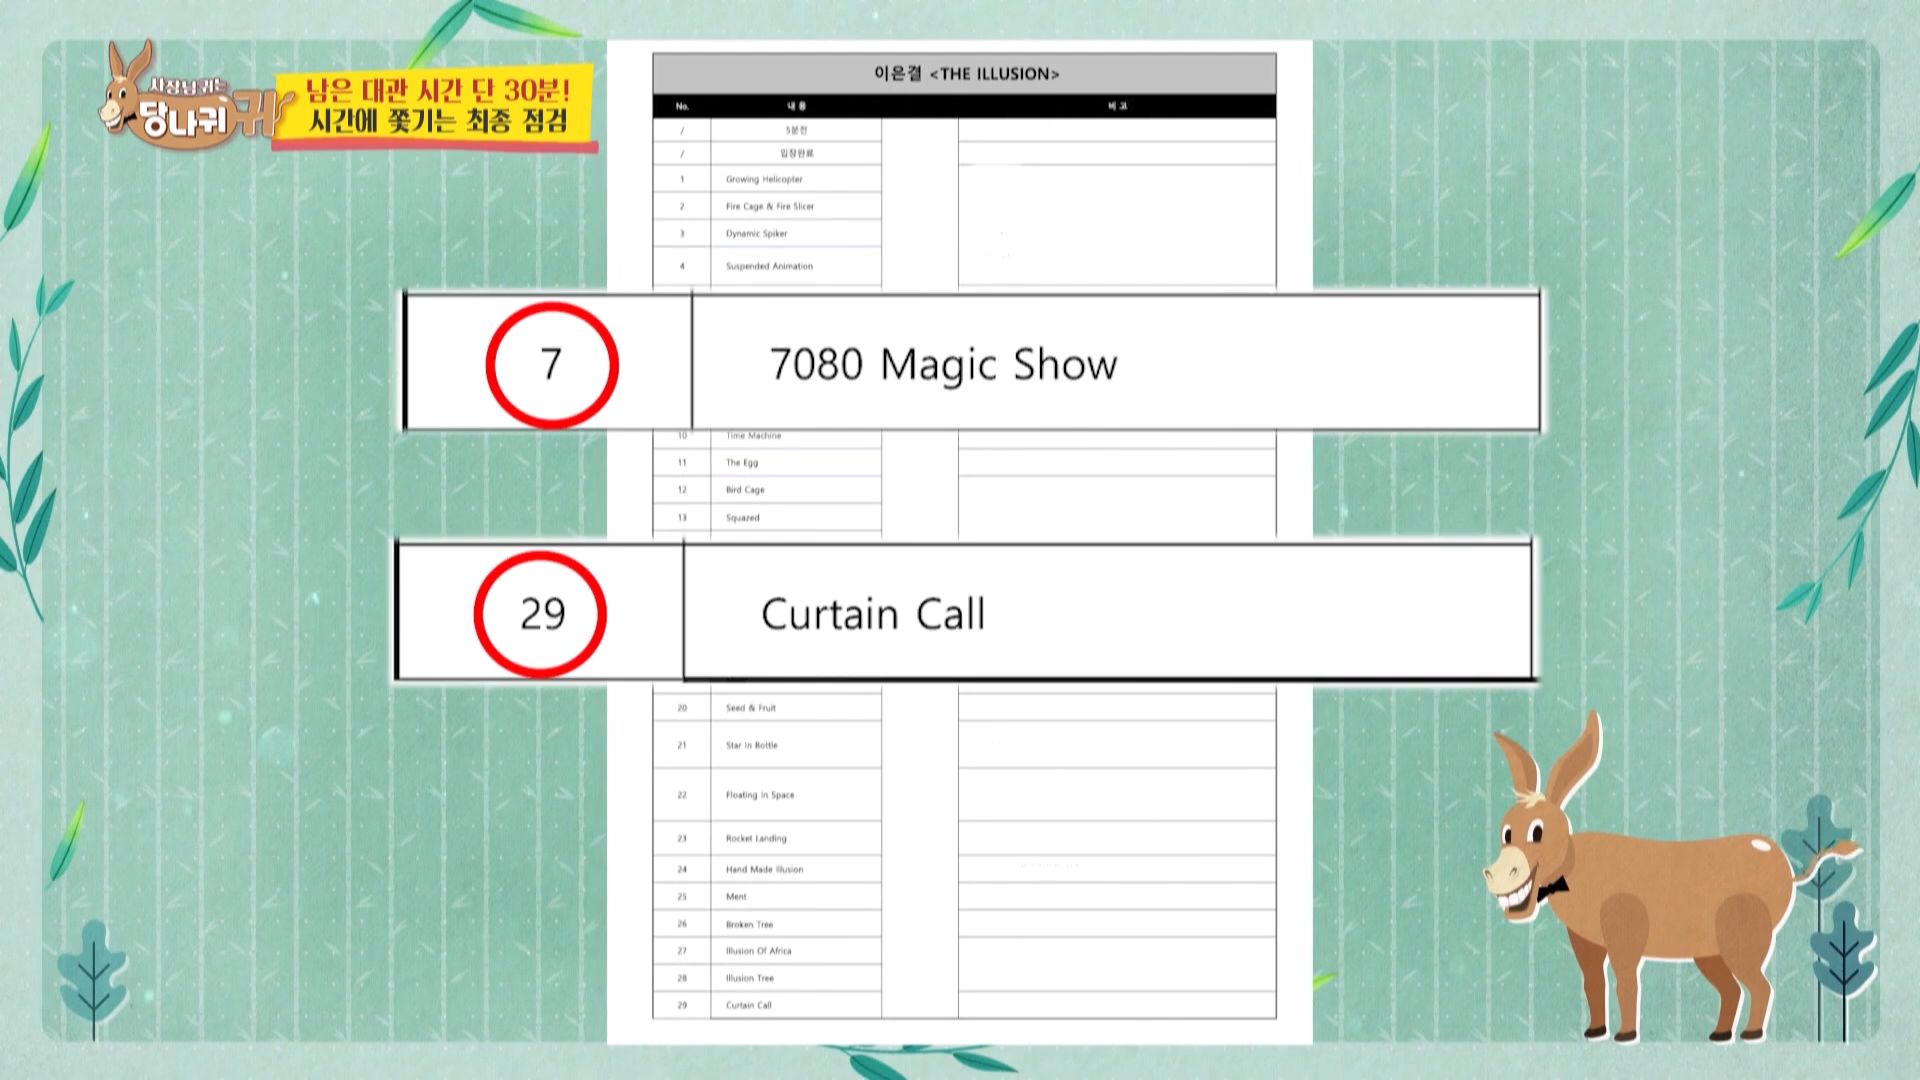 사장님 귀는
당나귀 귀
남은 대관 시간 단 30분!
시간에 쫓기는 최종 점검
이은결 <THE ILLUSION>
No. 내용 비고
/ 5분전
/ 입장완료
1 Growing Helicopter
2 Fire Cage & Fire Slicer
3 Dynamic Spiker
4 Suspended Animation
7 7080 Magic Show
10 Time Machine
11 The Egg
12 Bird Cage
13 Squazed
29 Curtain Call
20 Seed & Fruit
21 Star in Bottle
22 Floating In Space
23 Rocket Landing
24 Hand Made Illusion
25 Ment
26 Broken Tree
27 Illusion Of Africa
28 Illusion Tree
29 Curtain Call